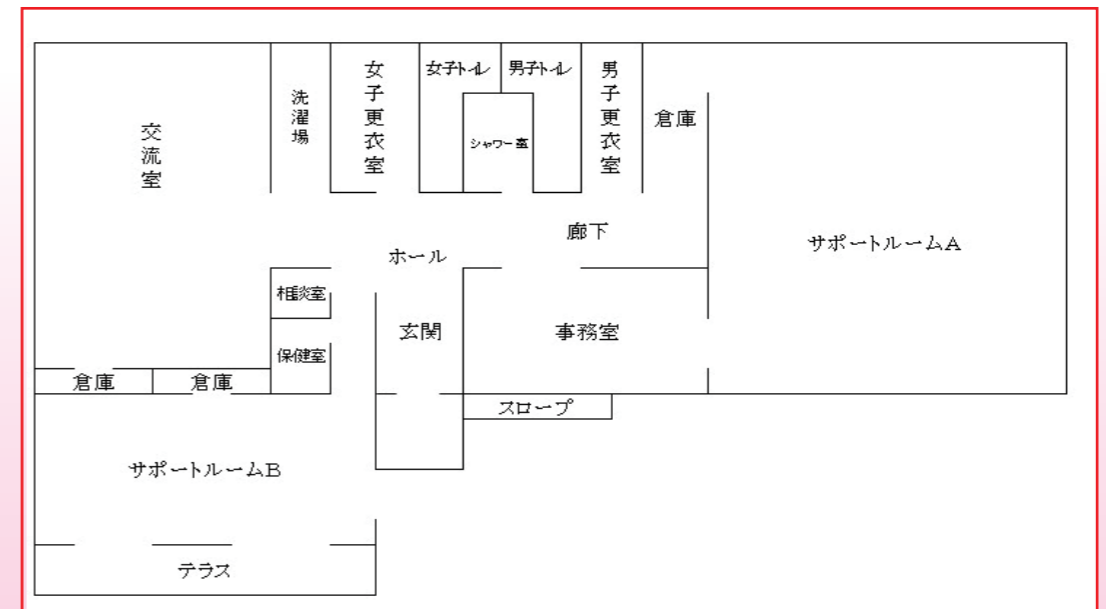 交流室
洗濯場
女子更衣室
女子トイレ
男子トイレ
シャワー室
男子更衣室
倉庫
サポートルームA
廊下
ホール
相談室
保健室
玄関
事務室
倉庫
倉庫
スロープ
サポートルームB
テラス